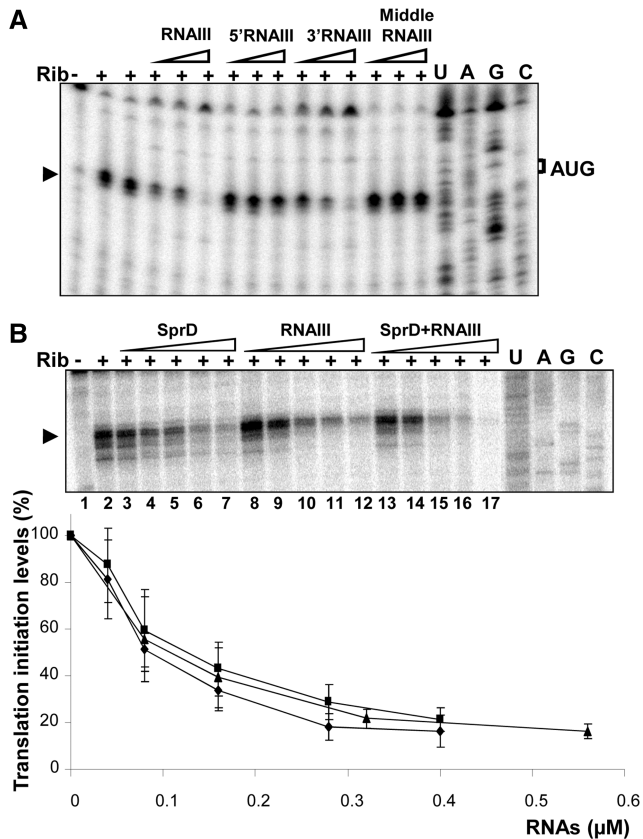 A
RNAIII 5'RNAIII 3'RNAIII Middle RNAIII
Rib - + + + + + + + + + + + + + + U A G C
AUG
B
SprD RNAIII SprD+RNAIII
Rib - + + + + + + + + + + + + + + + + U A G C
1 2 3 4 5 6 7 8 9 10 11 12 13 14 15 16 17
Translation initiation levels (%)
100
80
60
40
20
0
0 0.1 0.2 0.3 0.4 0.5 0.6
RNAs (µM)